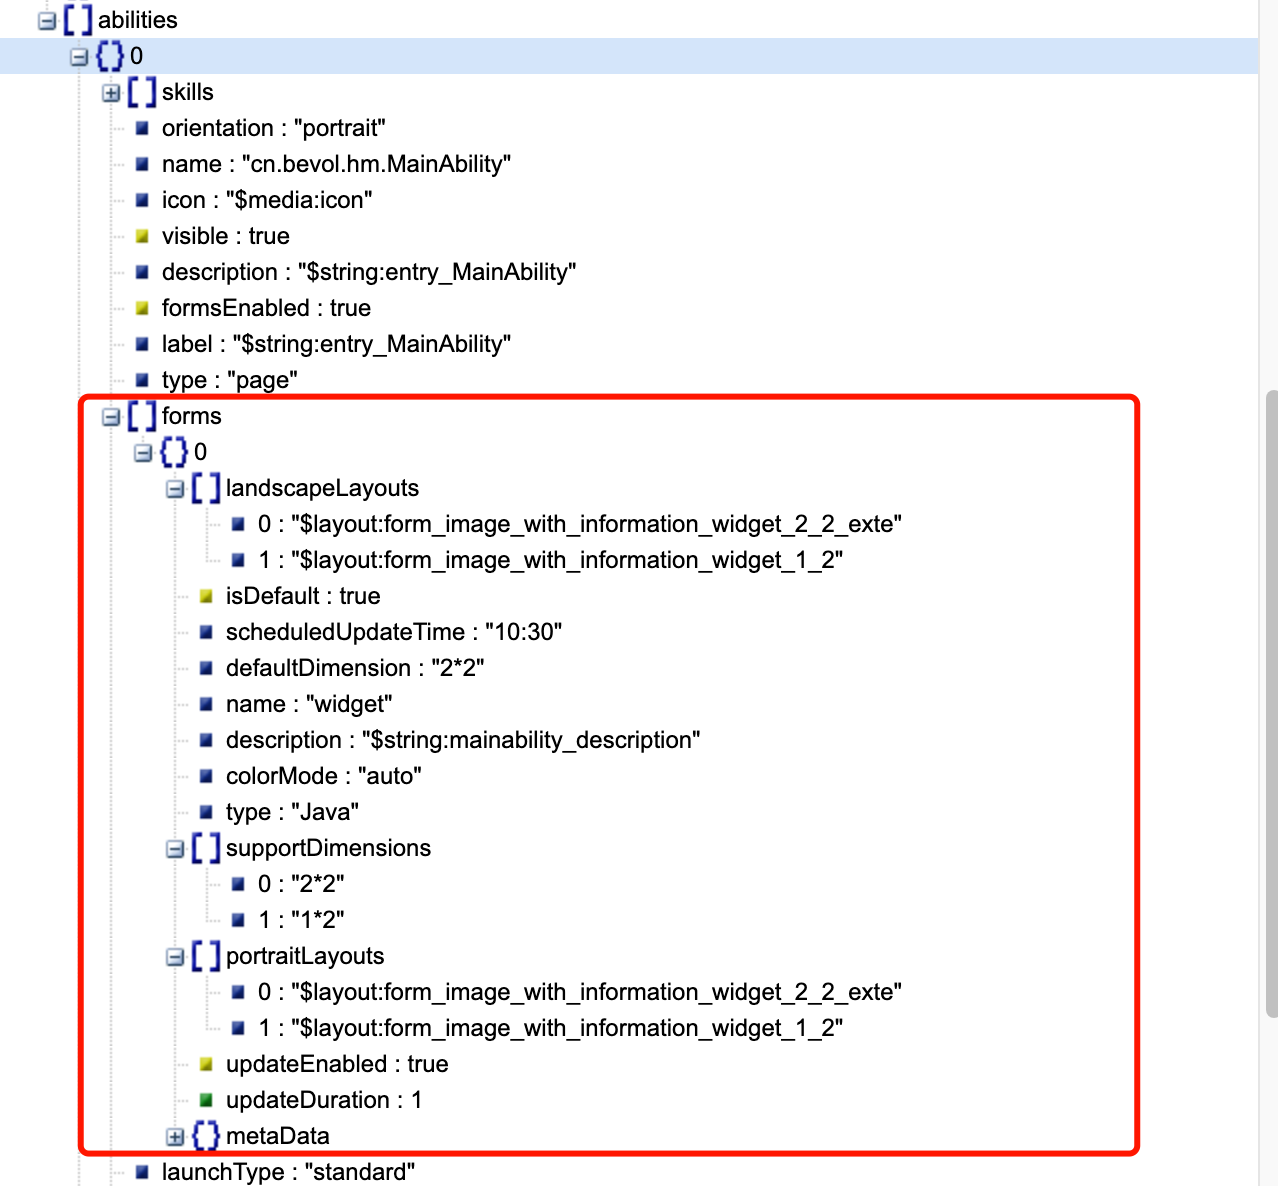 abilities
0
skills
orientation : "portrait"
name : "cn.bevol.hm.MainAbility"
icon : "$media:icon"
visible : true
description : "$string:entry_MainAbility"
formsEnabled : true
label : "$string:entry_MainAbility"
type : "page"
forms
0
landscapeLayouts
0 : "$layout:form_image_with_information_widget_2_2_exte"
1 : "$layout:form_image_with_information_widget_1_2"
isDefault : true
scheduledUpdateTime : "10:30"
defaultDimension : "2*2"
name : "widget"
description : "$string:mainability_description"
colorMode : "auto"
type : "Java"
supportDimensions
0 : "2*2"
1 : "1*2"
portraitLayouts
0 : "$layout:form_image_with_information_widget_2_2_exte"
1 : "$layout:form_image_with_information_widget_1_2"
updateEnabled : true
updateDuration : 1
metaData
launchType : "standard"